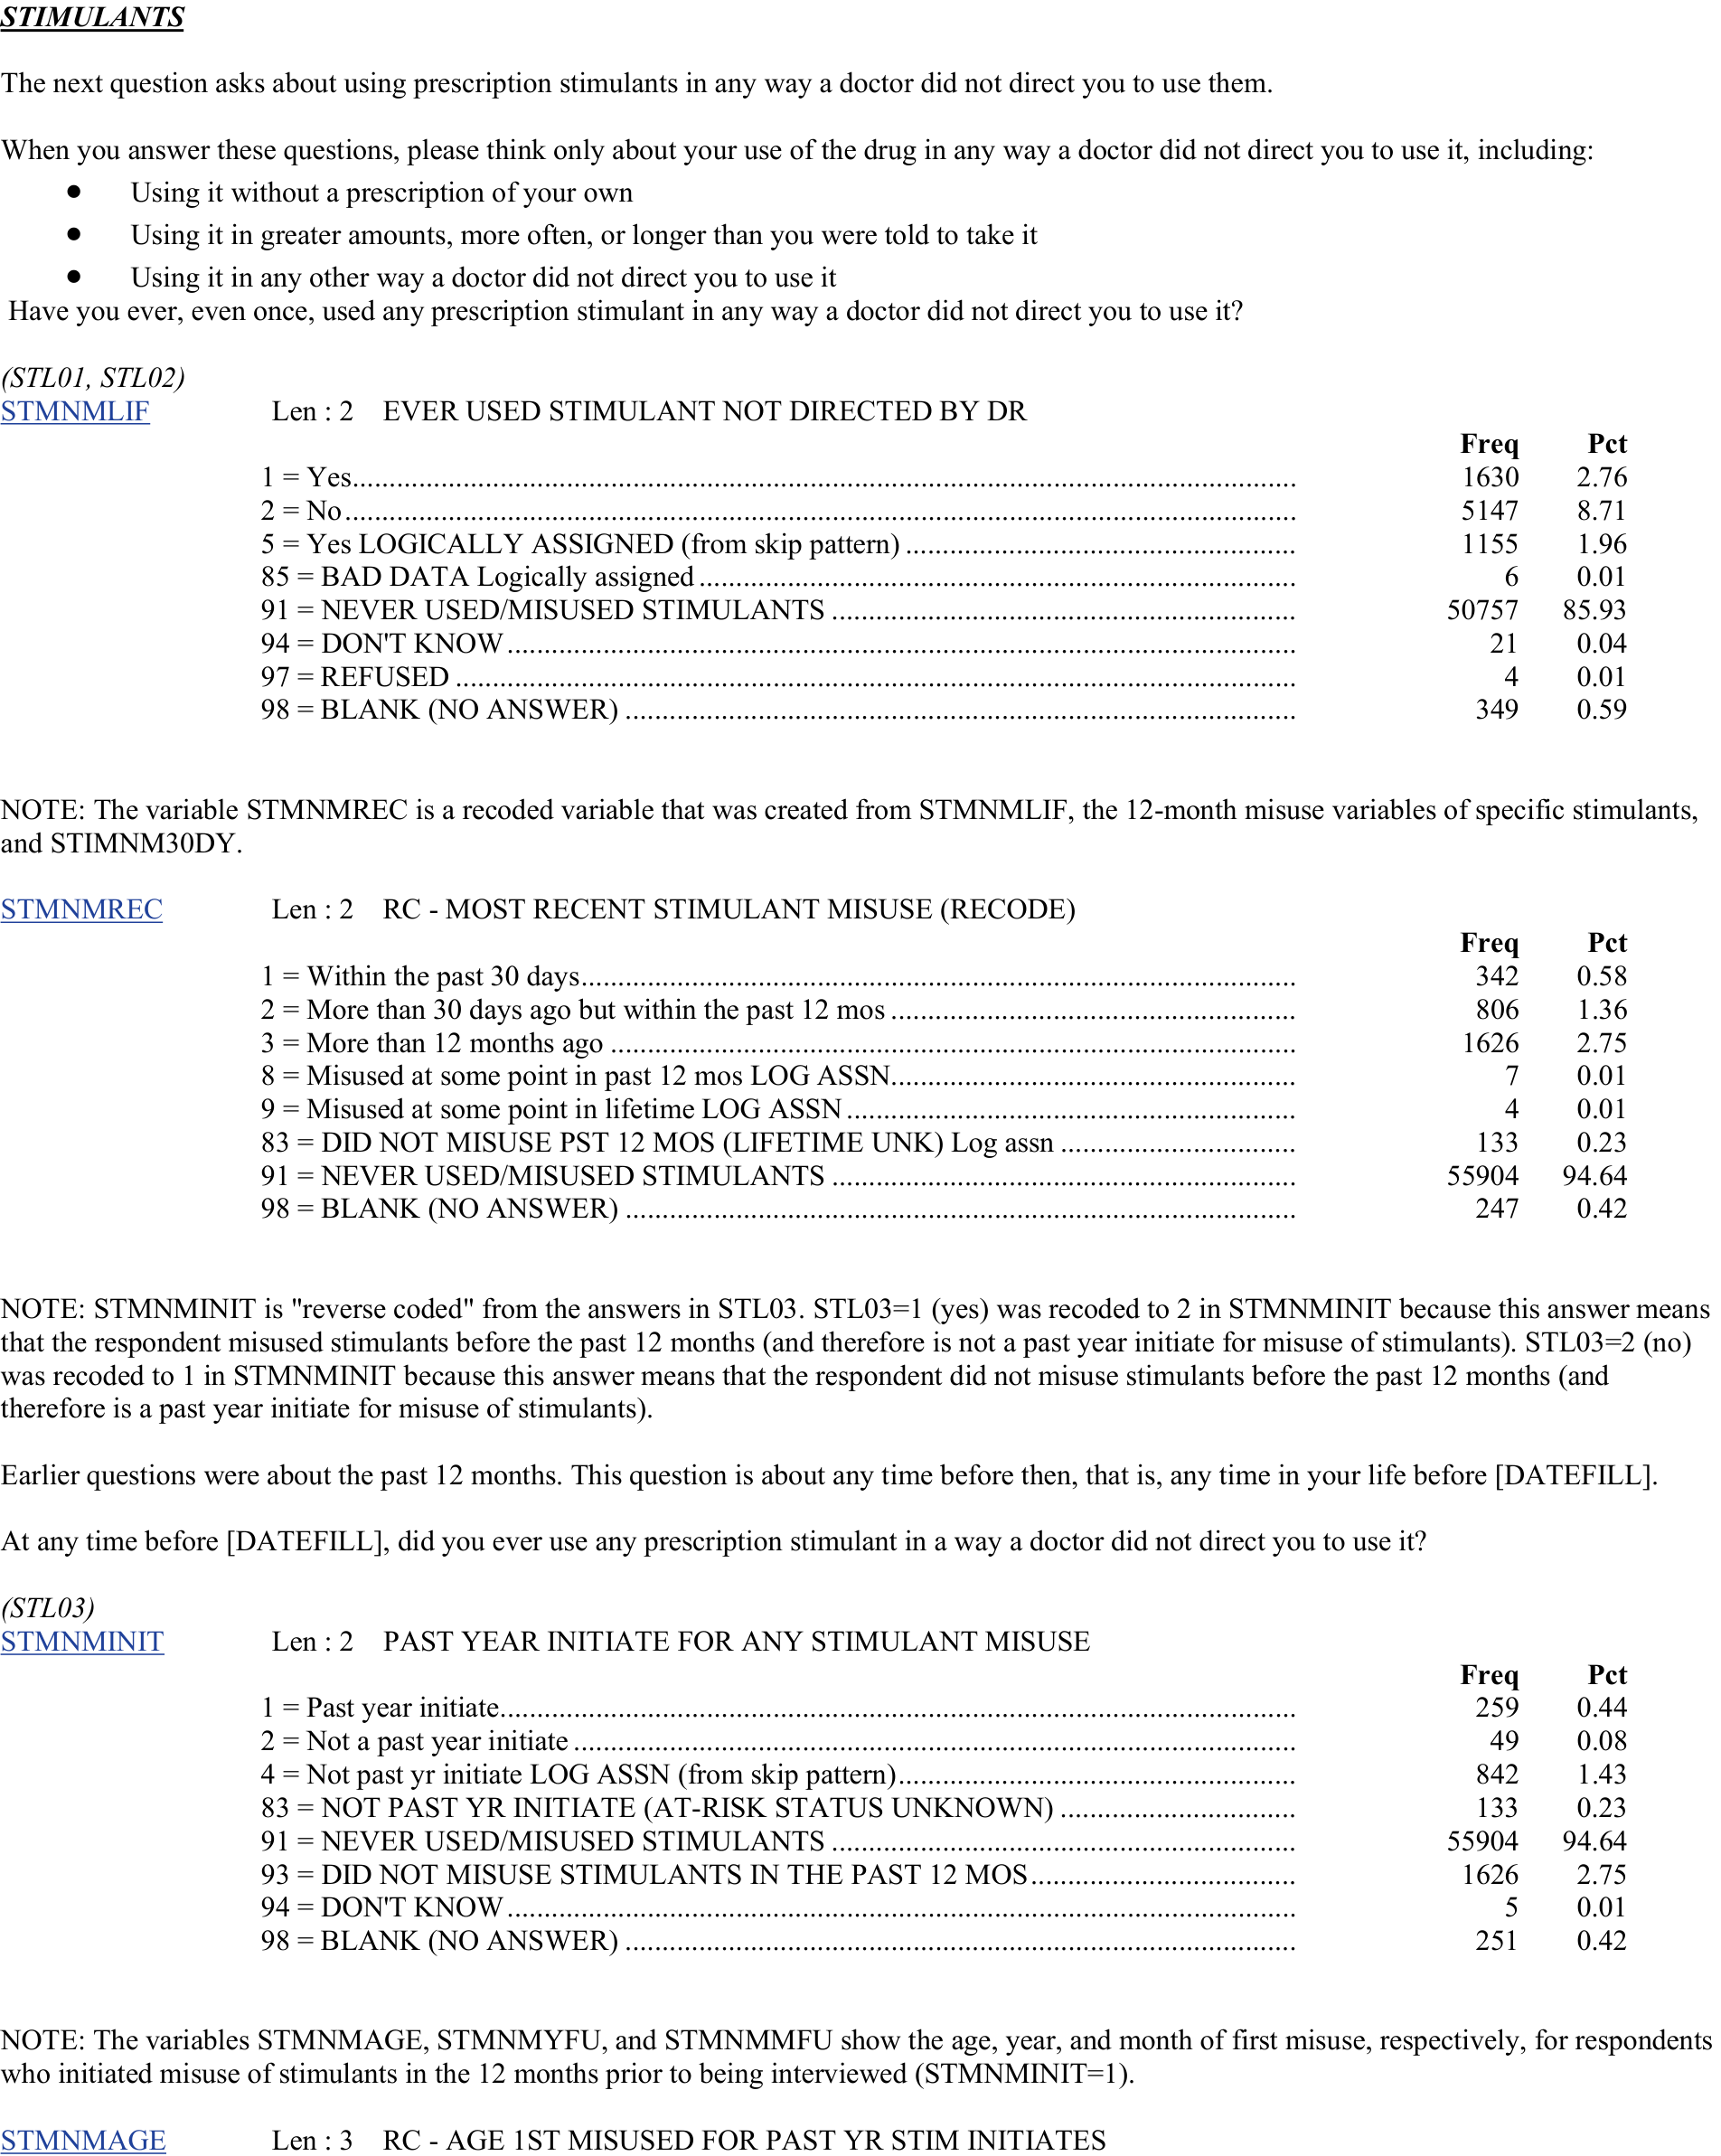 STIMULANTS
The next question asks about using prescription stimulants in any way a doctor did not direct you to use them.
When you answer these questions, please think only about your use of the drug in any way a doctor did not direct you to use it, including:
• Using it without a prescription of your own
• Using it in greater amounts, more often, or longer than you were told to take it
• Using it in any other way a doctor did not direct you to use it
Have you ever, even once, used any prescription stimulant in any way a doctor did not direct you to use it?
(STL01, STL02)
STMNMLIF Len : 2 EVER USED STIMULANT NOT DIRECTED BY DR
Freq Pct
1 = Yes 1630 2.76
2 = No 5147 8.71
5 = Yes LOGICALLY ASSIGNED (from skip pattern) 1155 1.96
85 = BAD DATA Logically assigned 6 0.01
91 = NEVER USED/MISUSED STIMULANTS 50757 85.93
94 = DON'T KNOW 21 0.04
97 = REFUSED 4 0.01
98 = BLANK (NO ANSWER) 349 0.59
NOTE: The variable STMNMREC is a recoded variable that was created from STMNMLIF, the 12-month misuse variables of specific stimulants,
and STIMNM30DY.
STMNMREC Len : 2 RC - MOST RECENT STIMULANT MISUSE (RECODE)
Freq Pct
1 = Within the past 30 days 342 0.58
2 = More than 30 days ago but within the past 12 mos 806 1.36
3 = More than 12 months ago 1626 2.75
8 = Misused at some point in past 12 mos LOG ASSN 7 0.01
9 = Misused at some point in lifetime LOG ASSN 4 0.01
83 = DID NOT MISUSE PST 12 MOS (LIFETIME UNK) Log assn 133 0.23
91 = NEVER USED/MISUSED STIMULANTS 55904 94.64
98 = BLANK (NO ANSWER) 247 0.42
NOTE: STMNMINIT is "reverse coded" from the answers in STL03. STL03=1 (yes) was recoded to 2 in STMNMINIT because this answer means
that the respondent misused stimulants before the past 12 months (and therefore is not a past year initiate for misuse of stimulants). STL03=2 (no)
was recoded to 1 in STMNMINIT because this answer means that the respondent did not misuse stimulants before the past 12 months (and
therefore is a past year initiate for misuse of stimulants).
Earlier questions were about the past 12 months. This question is about any time before then, that is, any time in your life before [DATEFILL].
At any time before [DATEFILL], did you ever use any prescription stimulant in a way a doctor did not direct you to use it?
(STL03)
STMNMINIT Len : 2 PAST YEAR INITIATE FOR ANY STIMULANT MISUSE
Freq Pct
1 = Past year initiate 259 0.44
2 = Not a past year initiate 49 0.08
4 = Not past yr initiate LOG ASSN (from skip pattern) 842 1.43
83 = NOT PAST YR INITIATE (AT-RISK STATUS UNKNOWN) 133 0.23
91 = NEVER USED/MISUSED STIMULANTS 55904 94.64
93 = DID NOT MISUSE STIMULANTS IN THE PAST 12 MOS 1626 2.75
94 = DON'T KNOW 5 0.01
98 = BLANK (NO ANSWER) 251 0.42
NOTE: The variables STMNMAGE, STMNMYFU, and STMNMMFU show the age, year, and month of first misuse, respectively, for respondents
who initiated misuse of stimulants in the 12 months prior to being interviewed (STMNMINIT=1).
STMNMAGE Len : 3 RC - AGE 1ST MISUSED FOR PAST YR STIM INITIATES